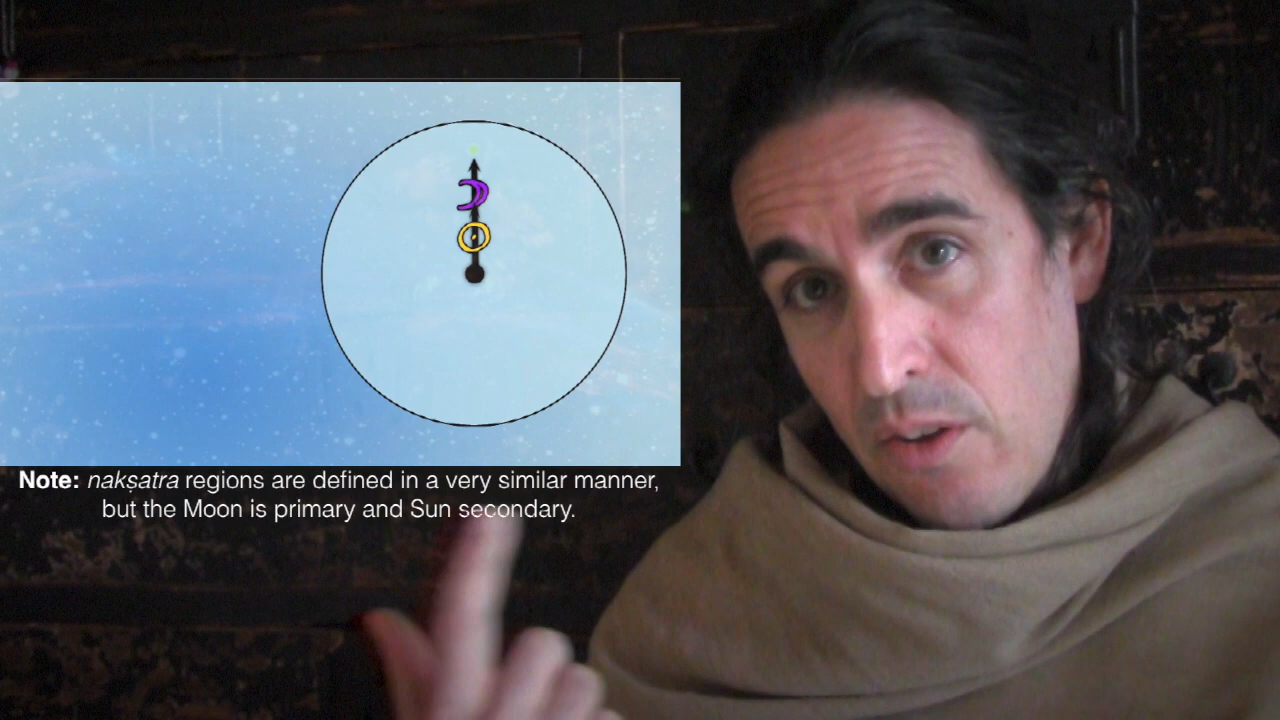 Note: nakṣatra regions are defined in a very similar manner,
but the Moon is primary and Sun secondary.